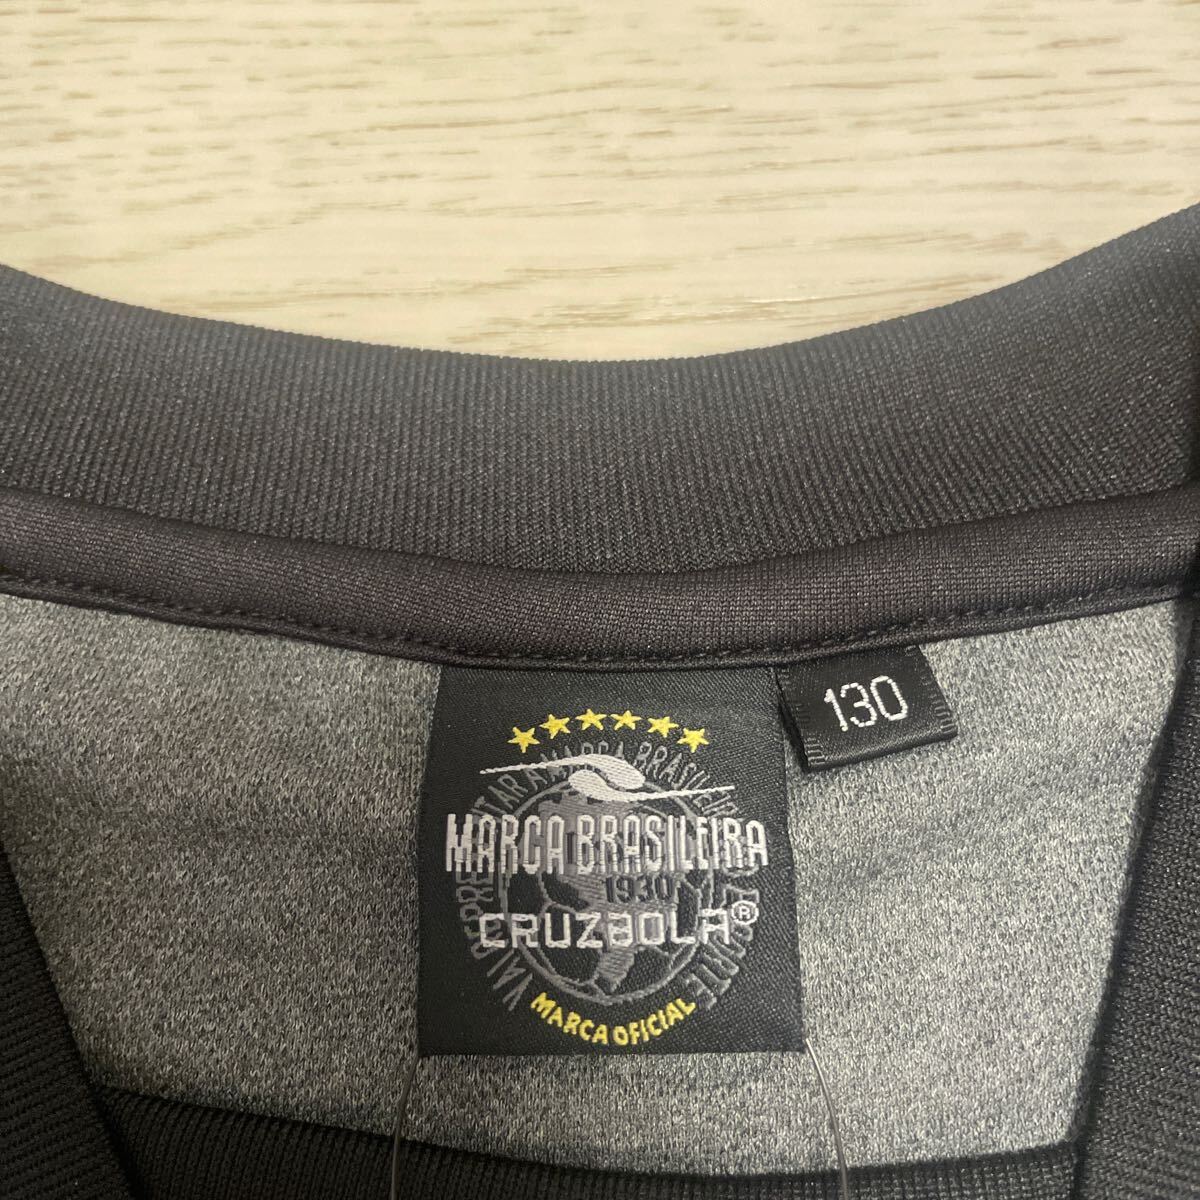 130
MARCA BRASILEIRA
1930
CRUZBOLA®
MARCA OFICIAL